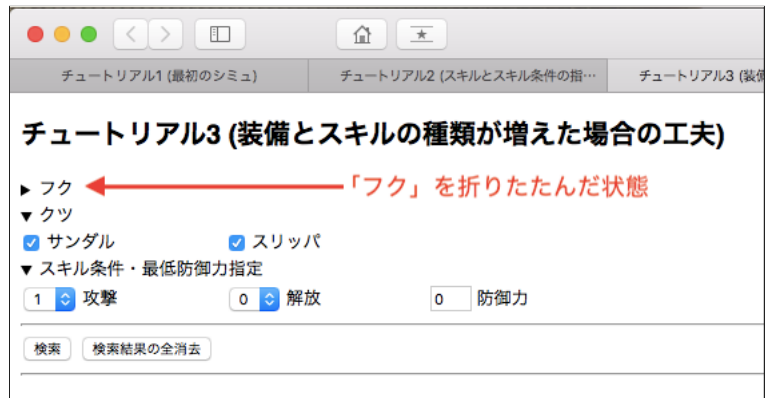 チュートリアル1 (最初のシミュ) チュートリアル2 (スキルとスキル条件の指… チュートリアル3 (装備
チュートリアル3 (装備とスキルの種類が増えた場合の工夫)
▶ フク 「フク」を折りたたんだ状態
▼ クツ
サンダル スリッパ
▼ スキル条件・最低防御力指定
1 攻撃 0 解放 0 防御力
検索 検索結果の全消去